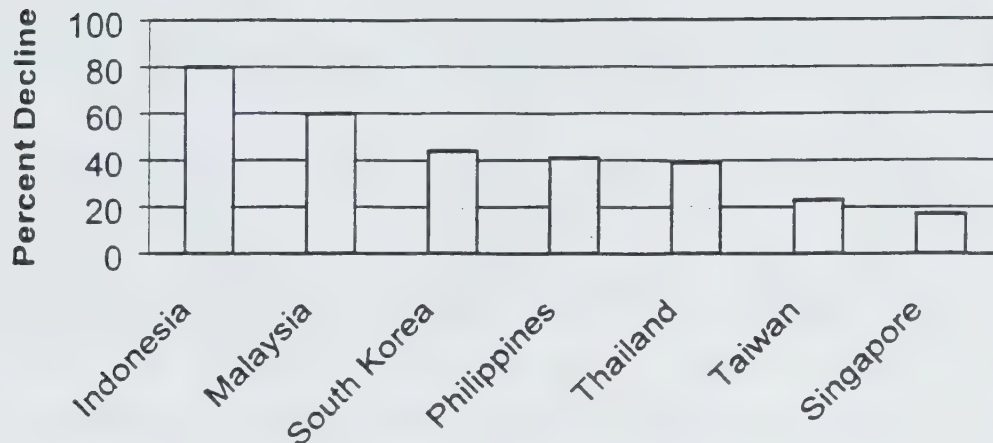 Percent Decline
100
80
60
40
20
0
Indonesia
Malaysia
South Korea
Philippines
Thailand
Taiwan
Singapore